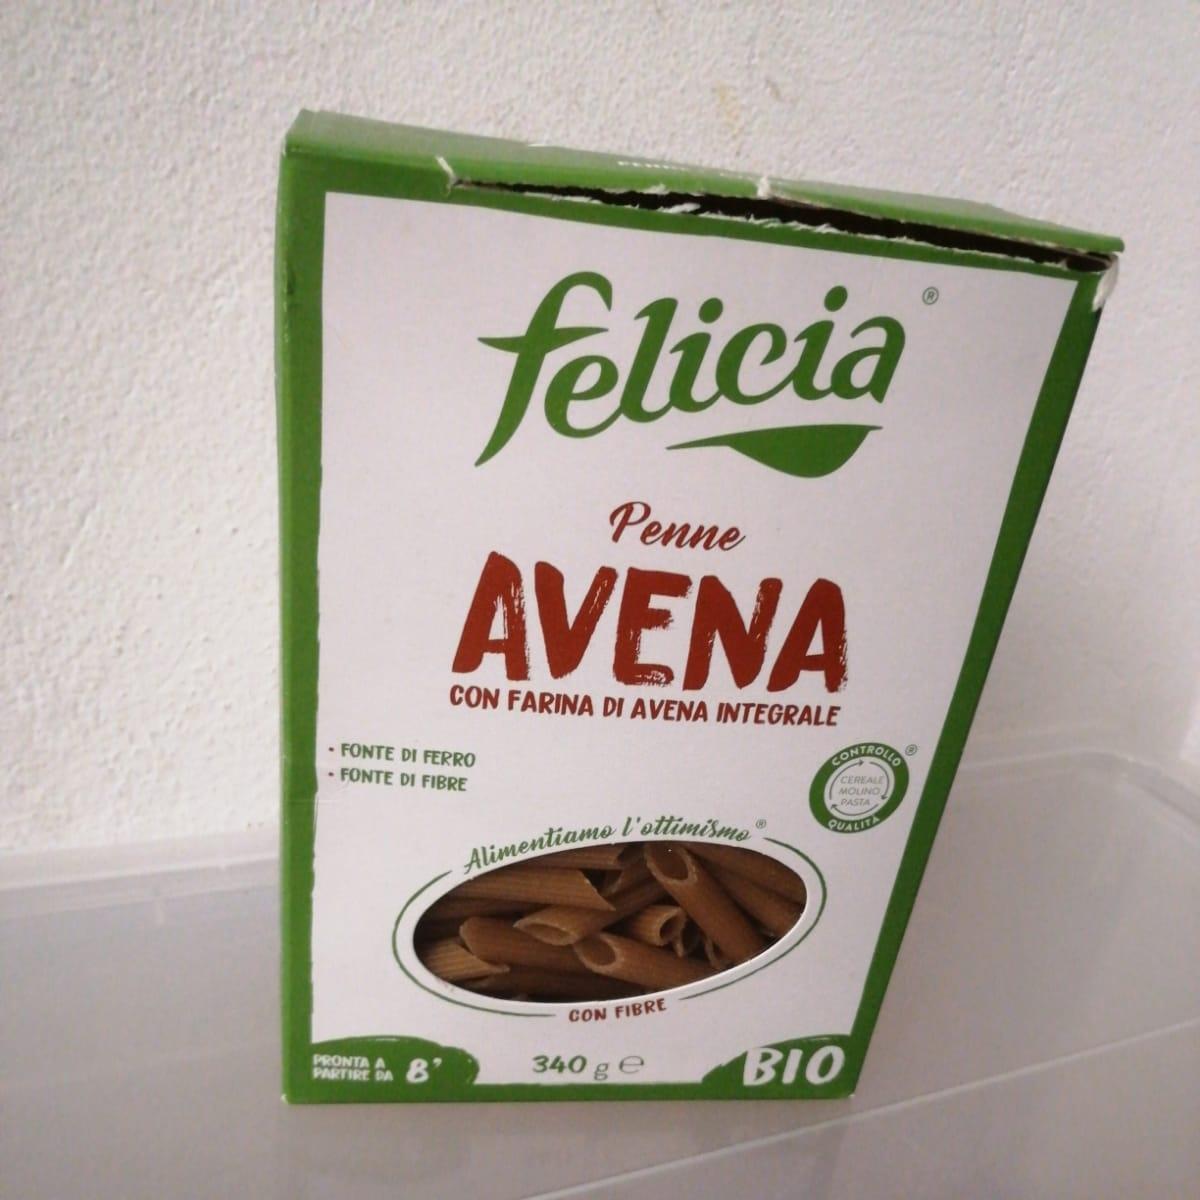 felicia ®
Penne
AVENA
CON FARINA DI AVENA INTEGRALE
• FONTE DI FERRO
• FONTE DI FIBRE
CONTROLLO ®
CEREALE
MOLINO
PASTA
QUALITÀ
Alimentiamo l'ottimismo ®
CON FIBRE
PRONTA A
PARTIRE DA 8'
340 g ℮
BIO